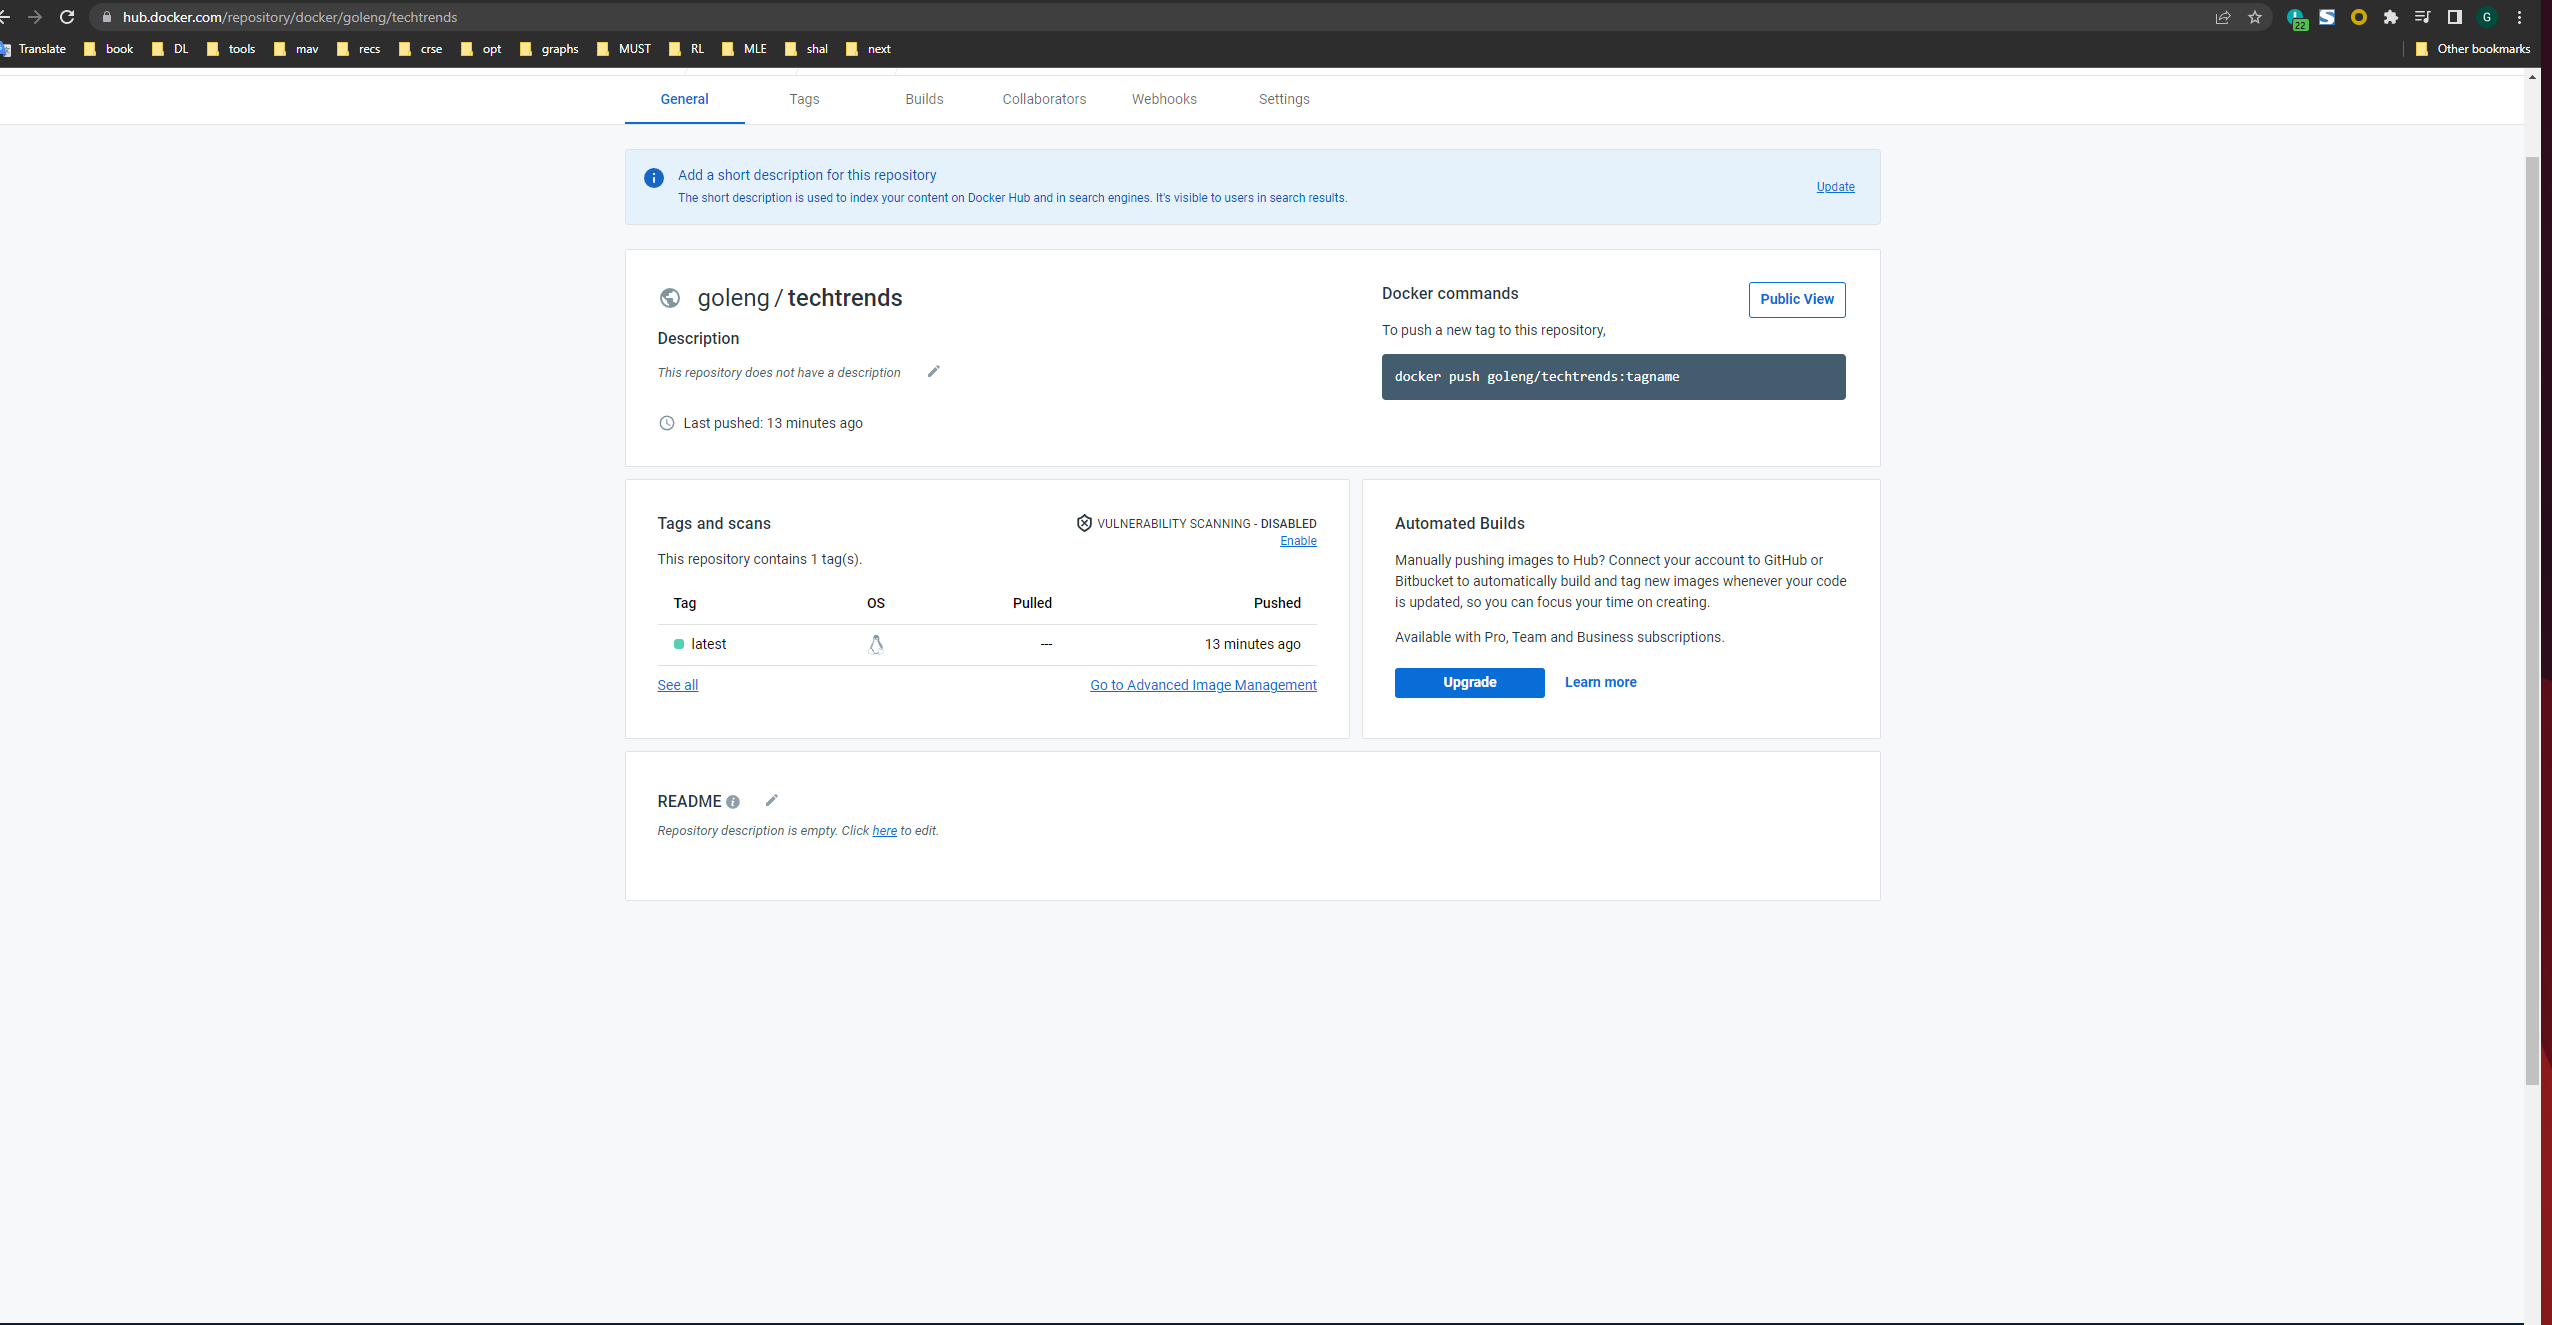 hub.docker.com/repository/docker/goleng/techtrends
22
G
Translate book DL tools mav recs crse opt graphs MUST RL MLE shal next Other bookmarks
General Tags Builds Collaborators Webhooks Settings
Add a short description for this repository
The short description is used to index your content on Docker Hub and in search engines. It's visible to users in search results.
Update
goleng / techtrends
Description
This repository does not have a description
Last pushed: 13 minutes ago
Docker commands
Public View
To push a new tag to this repository,
docker push goleng/techtrends:tagname
Tags and scans
VULNERABILITY SCANNING - DISABLED
Enable
This repository contains 1 tag(s).
Tag OS Pulled Pushed
latest --- 13 minutes ago
See all Go to Advanced Image Management
Automated Builds
Manually pushing images to Hub? Connect your account to GitHub or
Bitbucket to automatically build and tag new images whenever your code
is updated, so you can focus your time on creating.
Available with Pro, Team and Business subscriptions.
Upgrade Learn more
README
Repository description is empty. Click here to edit.